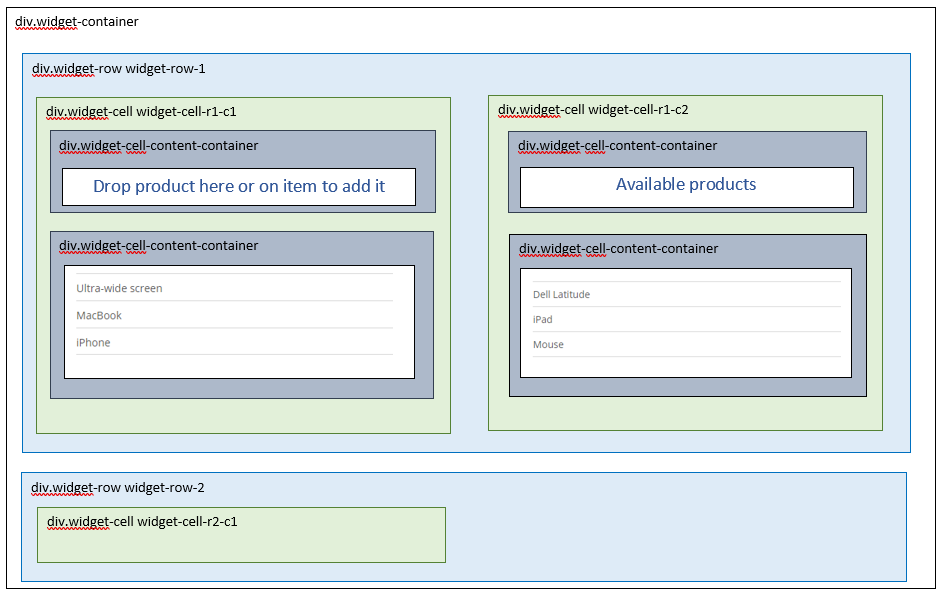 div.widget-container
div.widget-row widget-row-1
div.widget-cell widget-cell-r1-c1
div.widget-cell-content-container
Drop product here or on item to add it
div.widget-cell-content-container
Ultra-wide screen
MacBook
iPhone
div.widget-cell widget-cell-r1-c2
div.widget-cell-content-container
Available products
div.widget-cell-content-container
Dell Latitude
iPad
Mouse
div.widget-row widget-row-2
div.widget-cell widget-cell-r2-c1